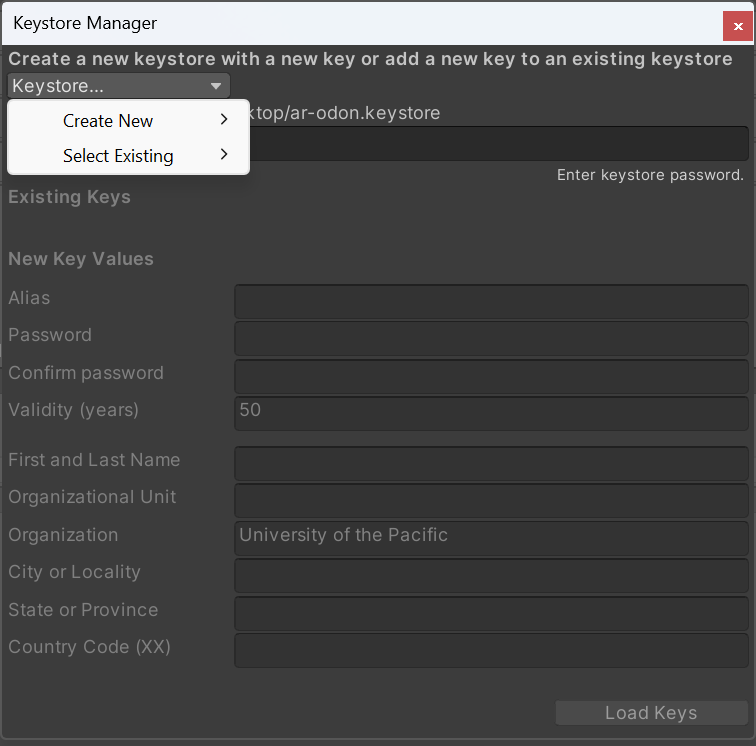 Keystore Manager
Create a new keystore with a new key or add a new key to an existing keystore
Keystore...
Create New
Select Existing
ktop/ar-odon.keystore
Enter keystore password.
Existing Keys
New Key Values
Alias
Password
Confirm password
Validity (years) 50
First and Last Name
Organizational Unit
Organization University of the Pacific
City or Locality
State or Province
Country Code (XX)
Load Keys